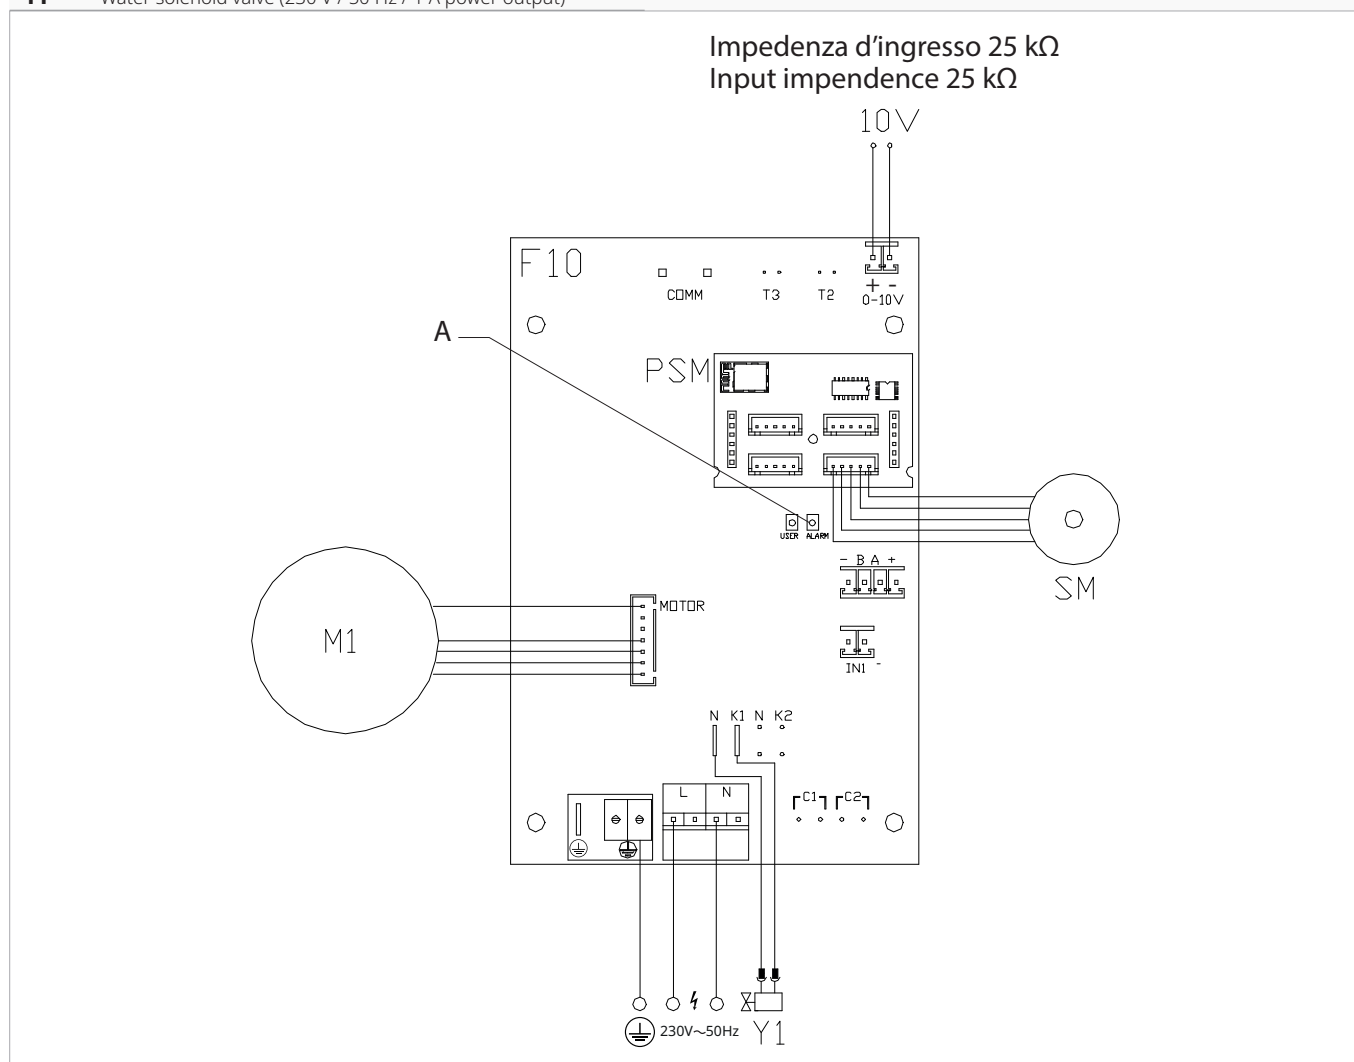 Water solenoid valve (230 V / 50 Hz / 1 A power output)
Impedenza d'ingresso 25 kΩ
Input impendence 25 kΩ
10V
F10
COMM T3 T2 + -
0-10V
A
PSM
USER ALARM
- B A +
SM
MOTOR
M1
IN1 -
N K1 N K2
L N C1 C2
230V~50Hz Y1